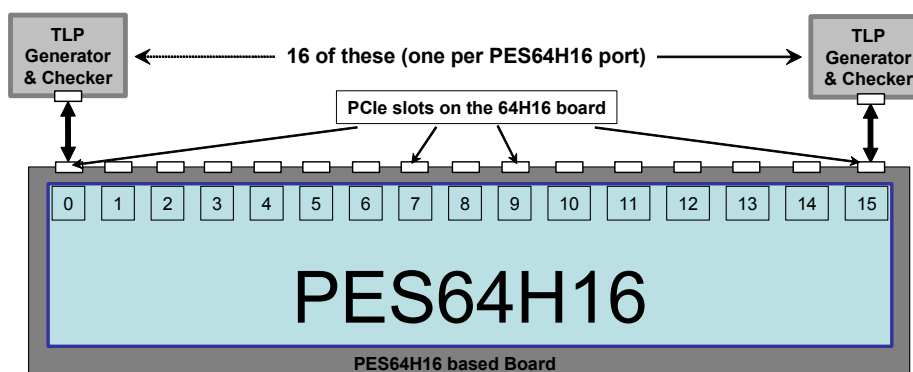 TLP
Generator
& Checker
16 of these (one per PES64H16 port)
TLP
Generator
& Checker
PCIe slots on the 64H16 board
0 1 2 3 4 5 6 7 8 9 10 11 12 13 14 15
PES64H16
PES64H16 based Board